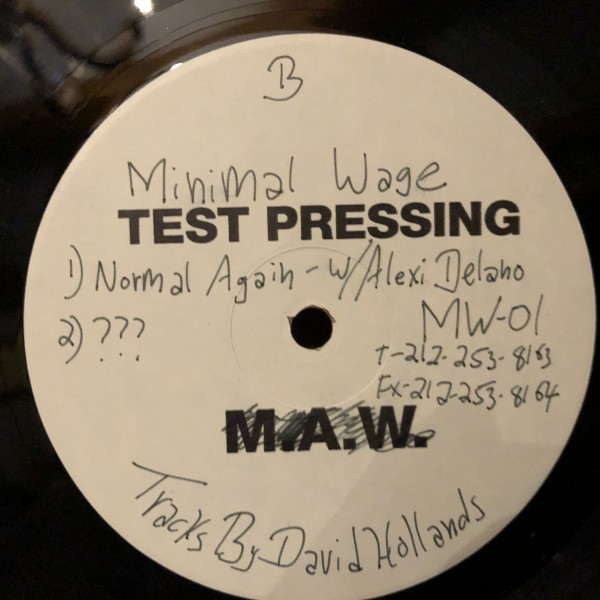 B
Minimal Wage
TEST PRESSING
1) Normal Again - W/Alexi Delano
2) ???
MW-01
T-212-253-8163
Fx-212-253-8164
M.A.W.
Tracks By David Hollands